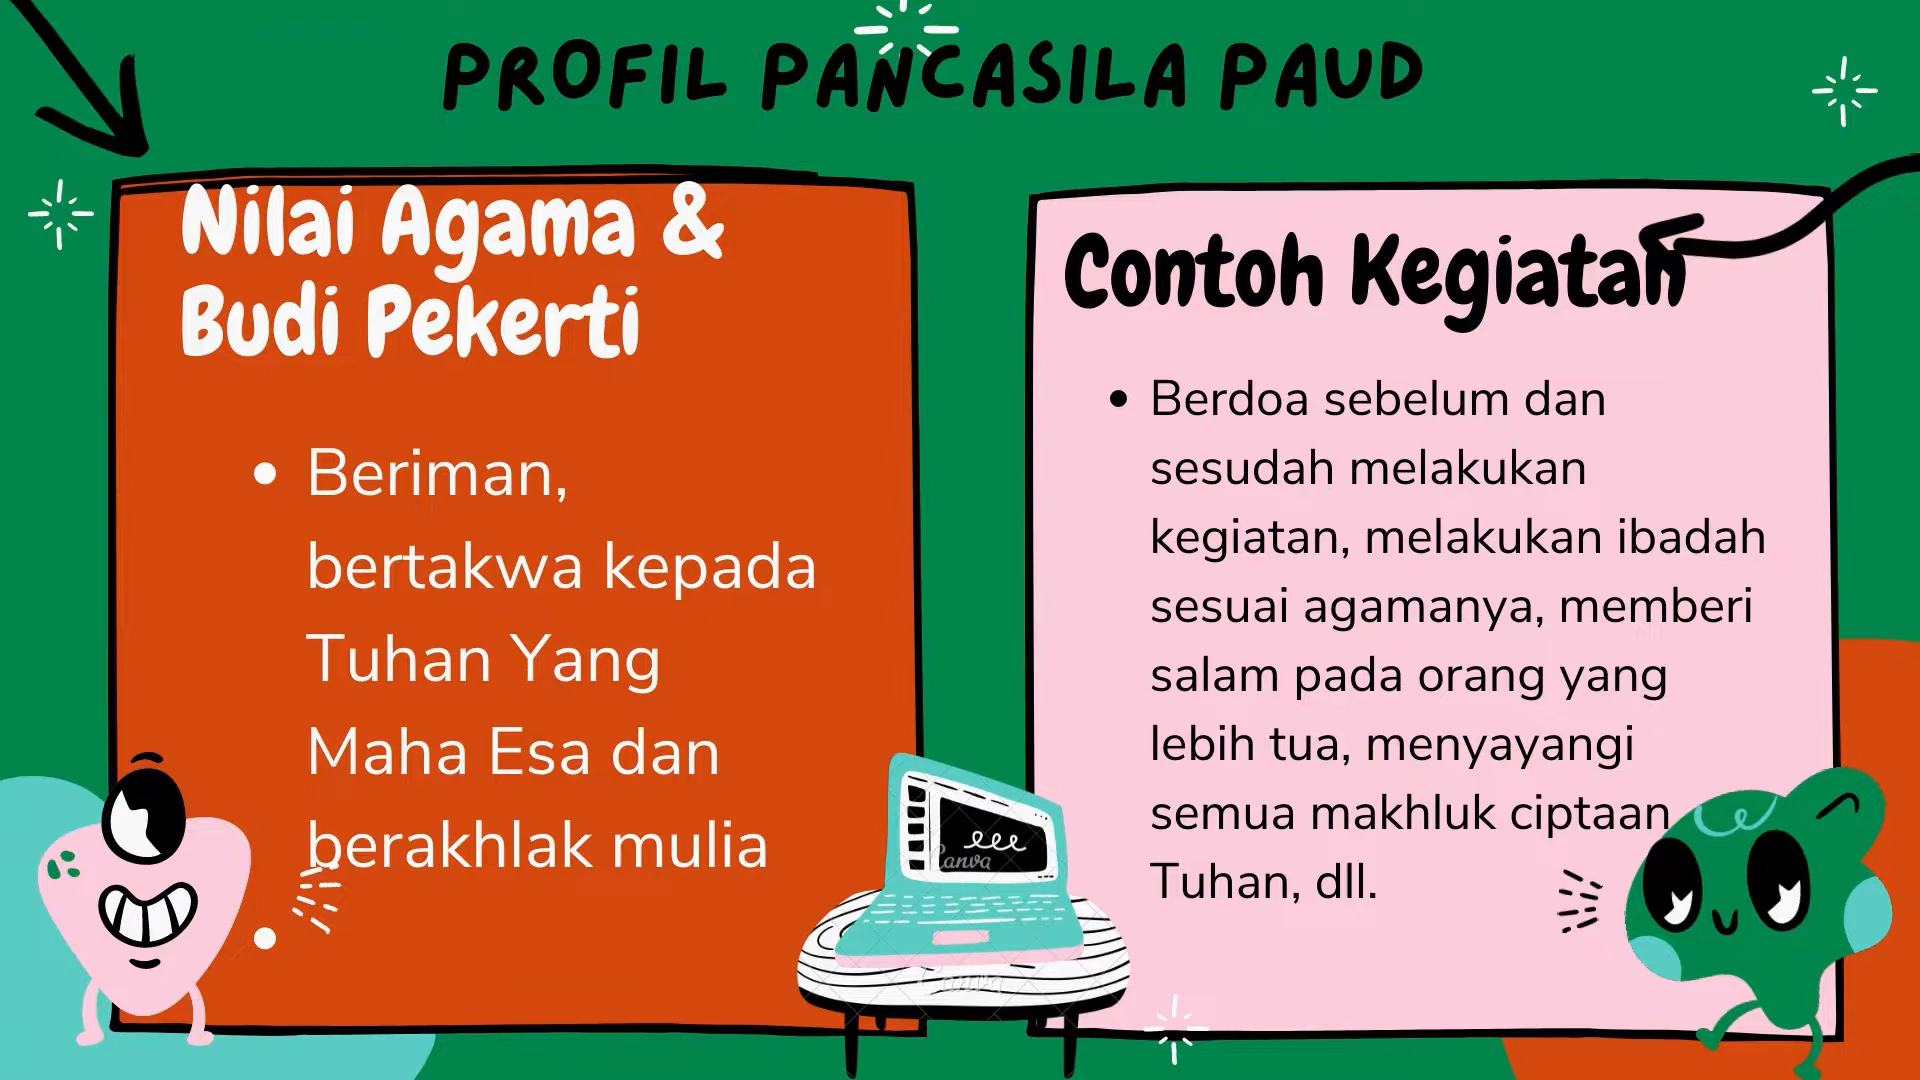 PROFIL PANCASILA PAUD
Nilai Agama &
Budi Pekerti
• Beriman,
bertakwa kepada
Tuhan Yang
Maha Esa dan
berakhlak mulia
•
Contoh Kegiatan
• Berdoa sebelum dan
sesudah melakukan
kegiatan, melakukan ibadah
sesuai agamanya, memberi
salam pada orang yang
lebih tua, menyayangi
semua makhluk ciptaan
Tuhan, dll.
Canva
Canva